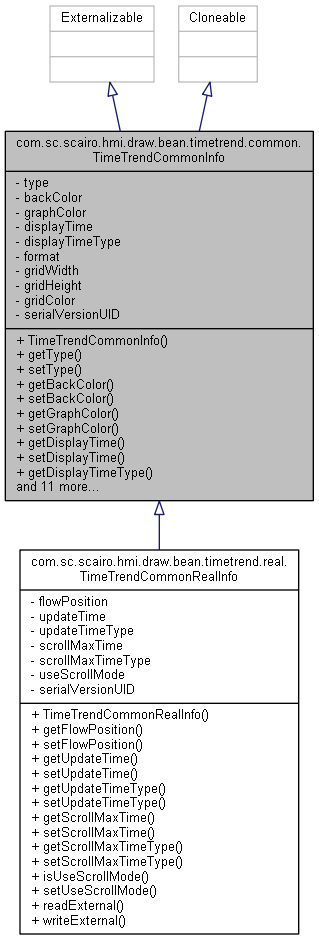 Externalizable
Cloneable
com.sc.scairo.hmi.draw.bean.timetrend.common.
TimeTrendCommonInfo
- type
- backColor
- graphColor
- displayTime
- displayTimeType
- format
- gridWidth
- gridHeight
- gridColor
- serialVersionUID
+ TimeTrendCommonInfo()
+ getType()
+ setType()
+ getBackColor()
+ setBackColor()
+ getGraphColor()
+ setGraphColor()
+ getDisplayTime()
+ setDisplayTime()
+ getDisplayTimeType()
and 11 more...
com.sc.scairo.hmi.draw.bean.timetrend.real.
TimeTrendCommonRealInfo
- flowPosition
- updateTime
- updateTimeType
- scrollMaxTime
- scrollMaxTimeType
- useScrollMode
- serialVersionUID
+ TimeTrendCommonRealInfo()
+ getFlowPosition()
+ setFlowPosition()
+ getUpdateTime()
+ setUpdateTime()
+ getUpdateTimeType()
+ setUpdateTimeType()
+ getScrollMaxTime()
+ setScrollMaxTime()
+ getScrollMaxTimeType()
+ setScrollMaxTimeType()
+ isUseScrollMode()
+ setUseScrollMode()
+ readExternal()
+ writeExternal()